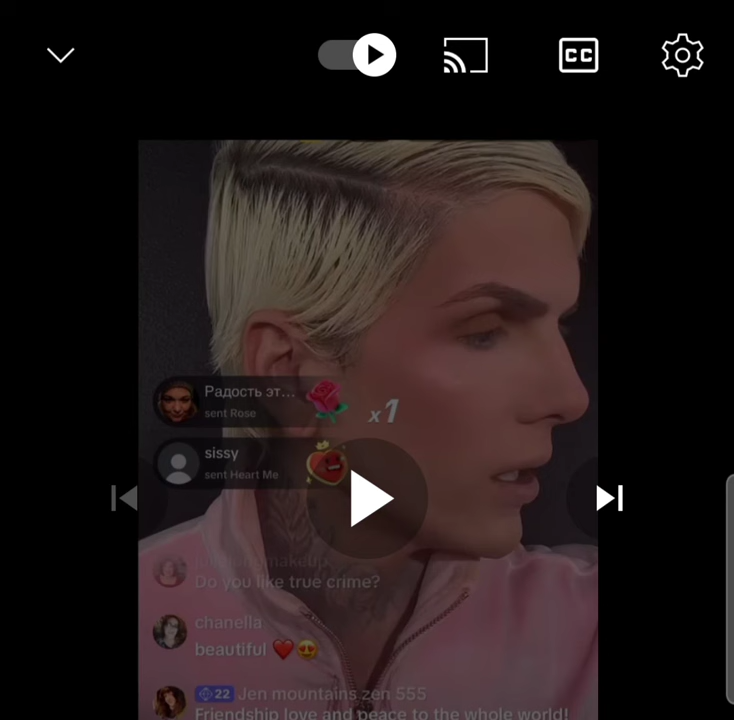 CC
Радость эт...
sent Rose
x1
sissy
sent Heart Me
Do you like true crime?
chanella
beautiful ❤️😍
22 Jen mountains zen 555
Friendship love and peace to the whole world!